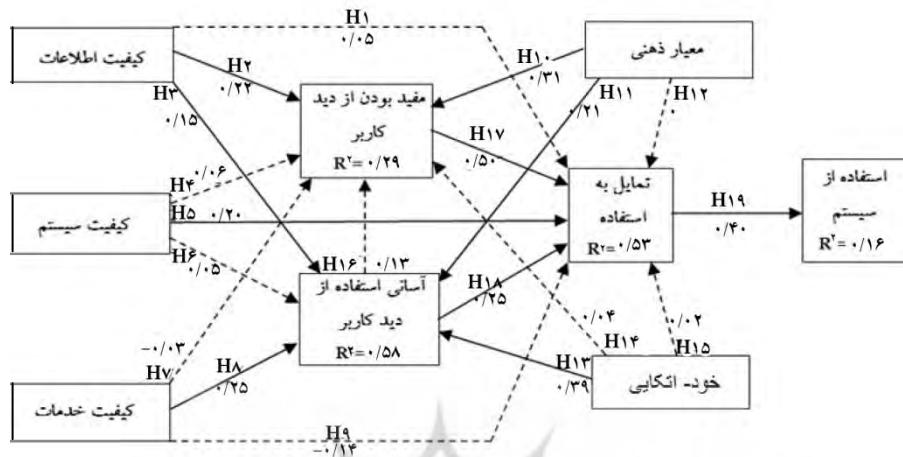 H۱
۰/۰۵
کیفیت اطلاعات
H۲
۰/۲۲
H۳
۰/۱۵
معیار ذهنی
H۱۰
۰/۳۱
H۱۱
۰/۲۱
H۱۲
۰
مفید بودن از دید
کاربر
R۲=۰/۲۹
H۱۷
۰/۵۰
کیفیت سیستم
H۴
۰/۰۶
H۵ ۰/۲۰
H۶
۰/۰۵
تمایل به
استفاده
R۲=۰/۵۳
H۱۹
۰/۴۰
استفاده از
سیستم
R۲=۰/۱۶
H۱۶ ۰/۱۳
آسانی استفاده از
دید کاربر
R۲=۰/۵۸
H۱۸
۰/۲۵
کیفیت خدمات
-۰/۰۳
H۷
H۸
۰/۲۵
H۹
-۰/۱۴
خود- اتکایی
H۱۳
۰/۳۹
۰/۰۴
H۱۴
۰/۰۲
H۱۵